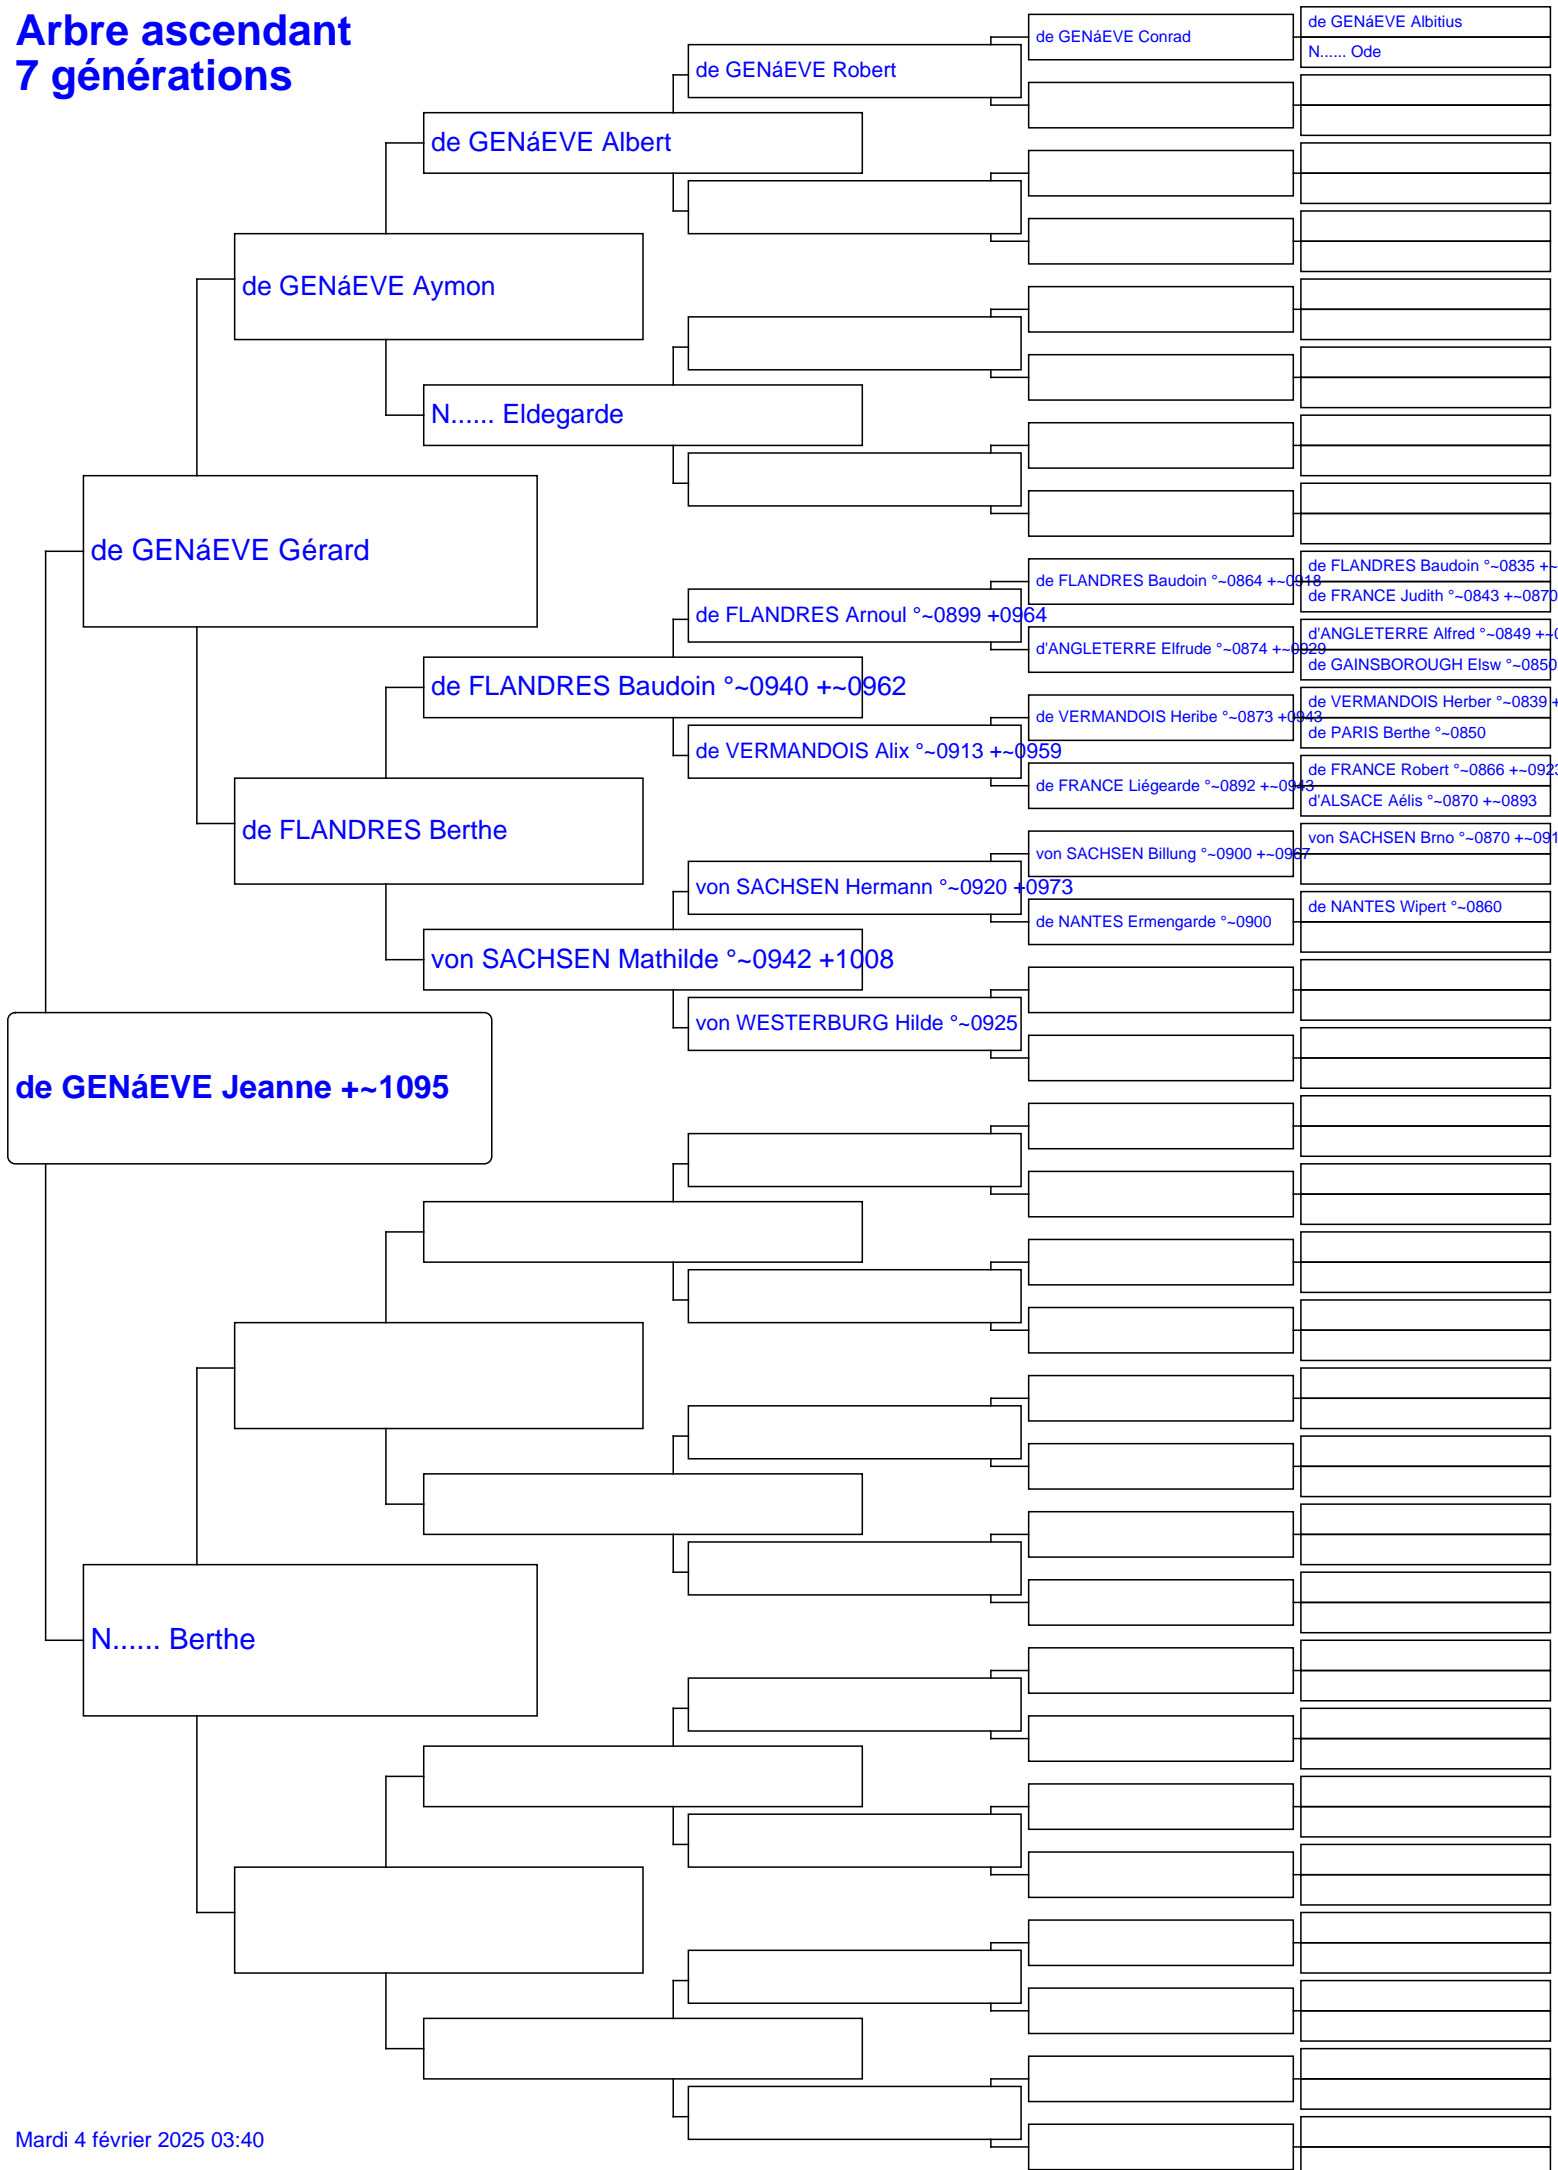 Arbre ascendant
7 générations
de GENáEVE Jeanne +~1095
de GENáEVE Gérard
N...... Berthe
de GENáEVE Aymon
de FLANDRES Berthe
de GENáEVE Albert
N...... Eldegarde
de FLANDRES Baudoin °~0940 +~0962
von SACHSEN Mathilde °~0942 +1008
de GENáEVE Robert
de FLANDRES Arnoul °~0899 +0964
de VERMANDOIS Alix °~0913 +~0959
von SACHSEN Hermann °~0920 +0973
von WESTERBURG Hilde °~0925
de GENáEVE Conrad
de FLANDRES Baudoin °~0864 +~0918
d'ANGLETERRE Elfrude °~0874 +~0929
de VERMANDOIS Heribe °~0873 +0943
de FRANCE Liégearde °~0892 +~0943
von SACHSEN Billung °~0900 +~0967
de NANTES Ermengarde °~0900
de GENáEVE Albitius
N...... Ode
de FLANDRES Baudoin °~0835 +~
de FRANCE Judith °~0843 +~0870
d'ANGLETERRE Alfred °~0849 +~
de GAINSBOROUGH Elsw °~0850
de VERMANDOIS Herber °~0839 +
de PARIS Berthe °~0850
de FRANCE Robert °~0866 +~0923
d'ALSACE Aélis °~0870 +~0893
von SACHSEN Brno °~0870 +~091
de NANTES Wipert °~0860
Mardi 4 février 2025 03:40